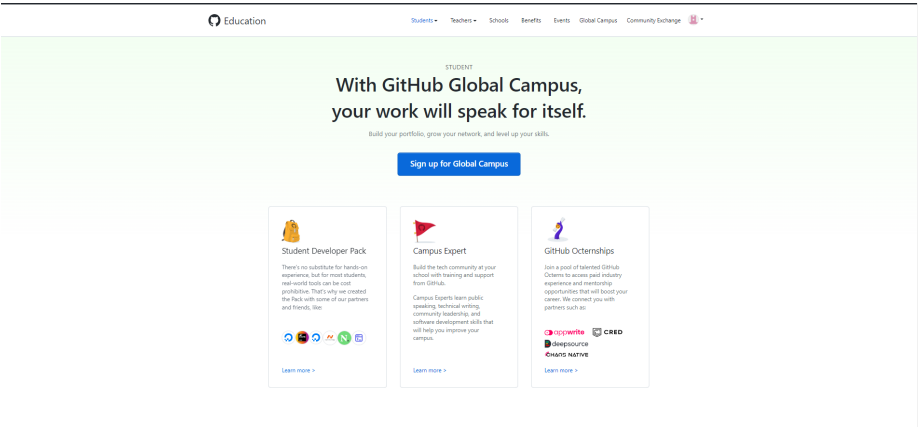 Education
Students Teachers Schools Benefits Events Global Campus Community Exchange
STUDENT
With GitHub Global Campus,
your work will speak for itself.
Build your portfolio, grow your network, and level up your skills.
Sign up for Global Campus
Student Developer Pack
There's no substitute for hands-on
experience, but for most students,
real-world tools can be cost
prohibitive. That's why we created
the Pack with some of our partners
and friends, like:
Learn more >
Campus Expert
Build the tech community at your
school with training and support
from GitHub.
Campus Experts learn public
speaking, technical writing,
community leadership, and
software development skills that
will help you improve your
campus.
Learn more >
GitHub Octernships
Join a pool of talented GitHub
Octerns to access paid industry
experience and mentorship
opportunities that will boost your
career. We connect you with
partners such as:
appwrite CRED
deepsource
CHAOS NATIVE
Learn more >